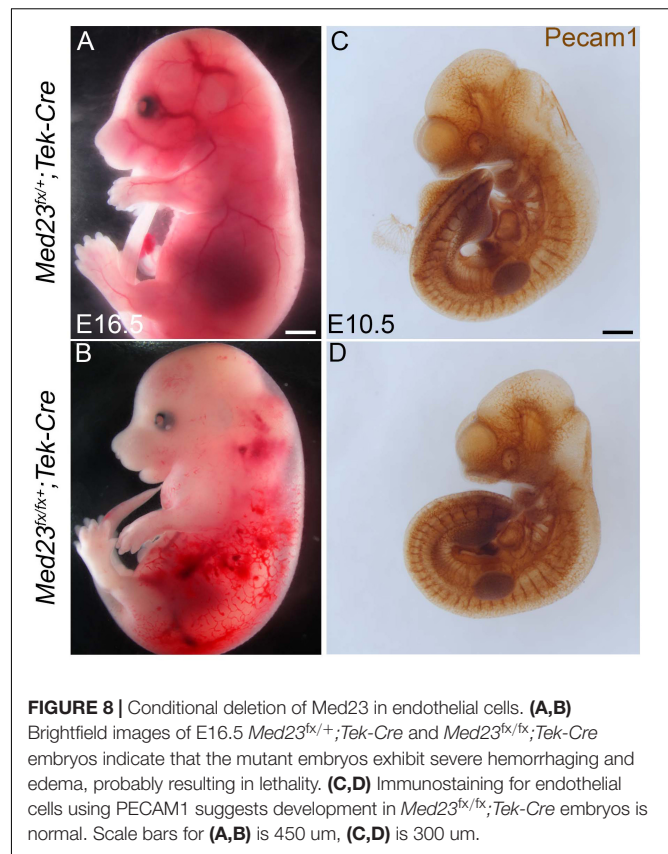 A
C
Pecam1
Med23fx/+;Tek-Cre
E16.5
E10.5
B
D
Med23fx/fx+;Tek-Cre
FIGURE 8 | Conditional deletion of Med23 in endothelial cells. (A,B)
Brightfield images of E16.5 Med23fx/+;Tek-Cre and Med23fx/fx;Tek-Cre
embryos indicate that the mutant embryos exhibit severe hemorrhaging and
edema, probably resulting in lethality. (C,D) Immunostaining for endothelial
cells using PECAM1 suggests development in Med23fx/fx;Tek-Cre embryos is
normal. Scale bars for (A,B) is 450 um, (C,D) is 300 um.